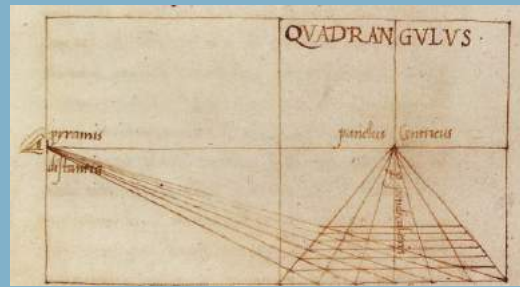 QVADRANGVLVS
pyramis
punctus Centricus
distantia